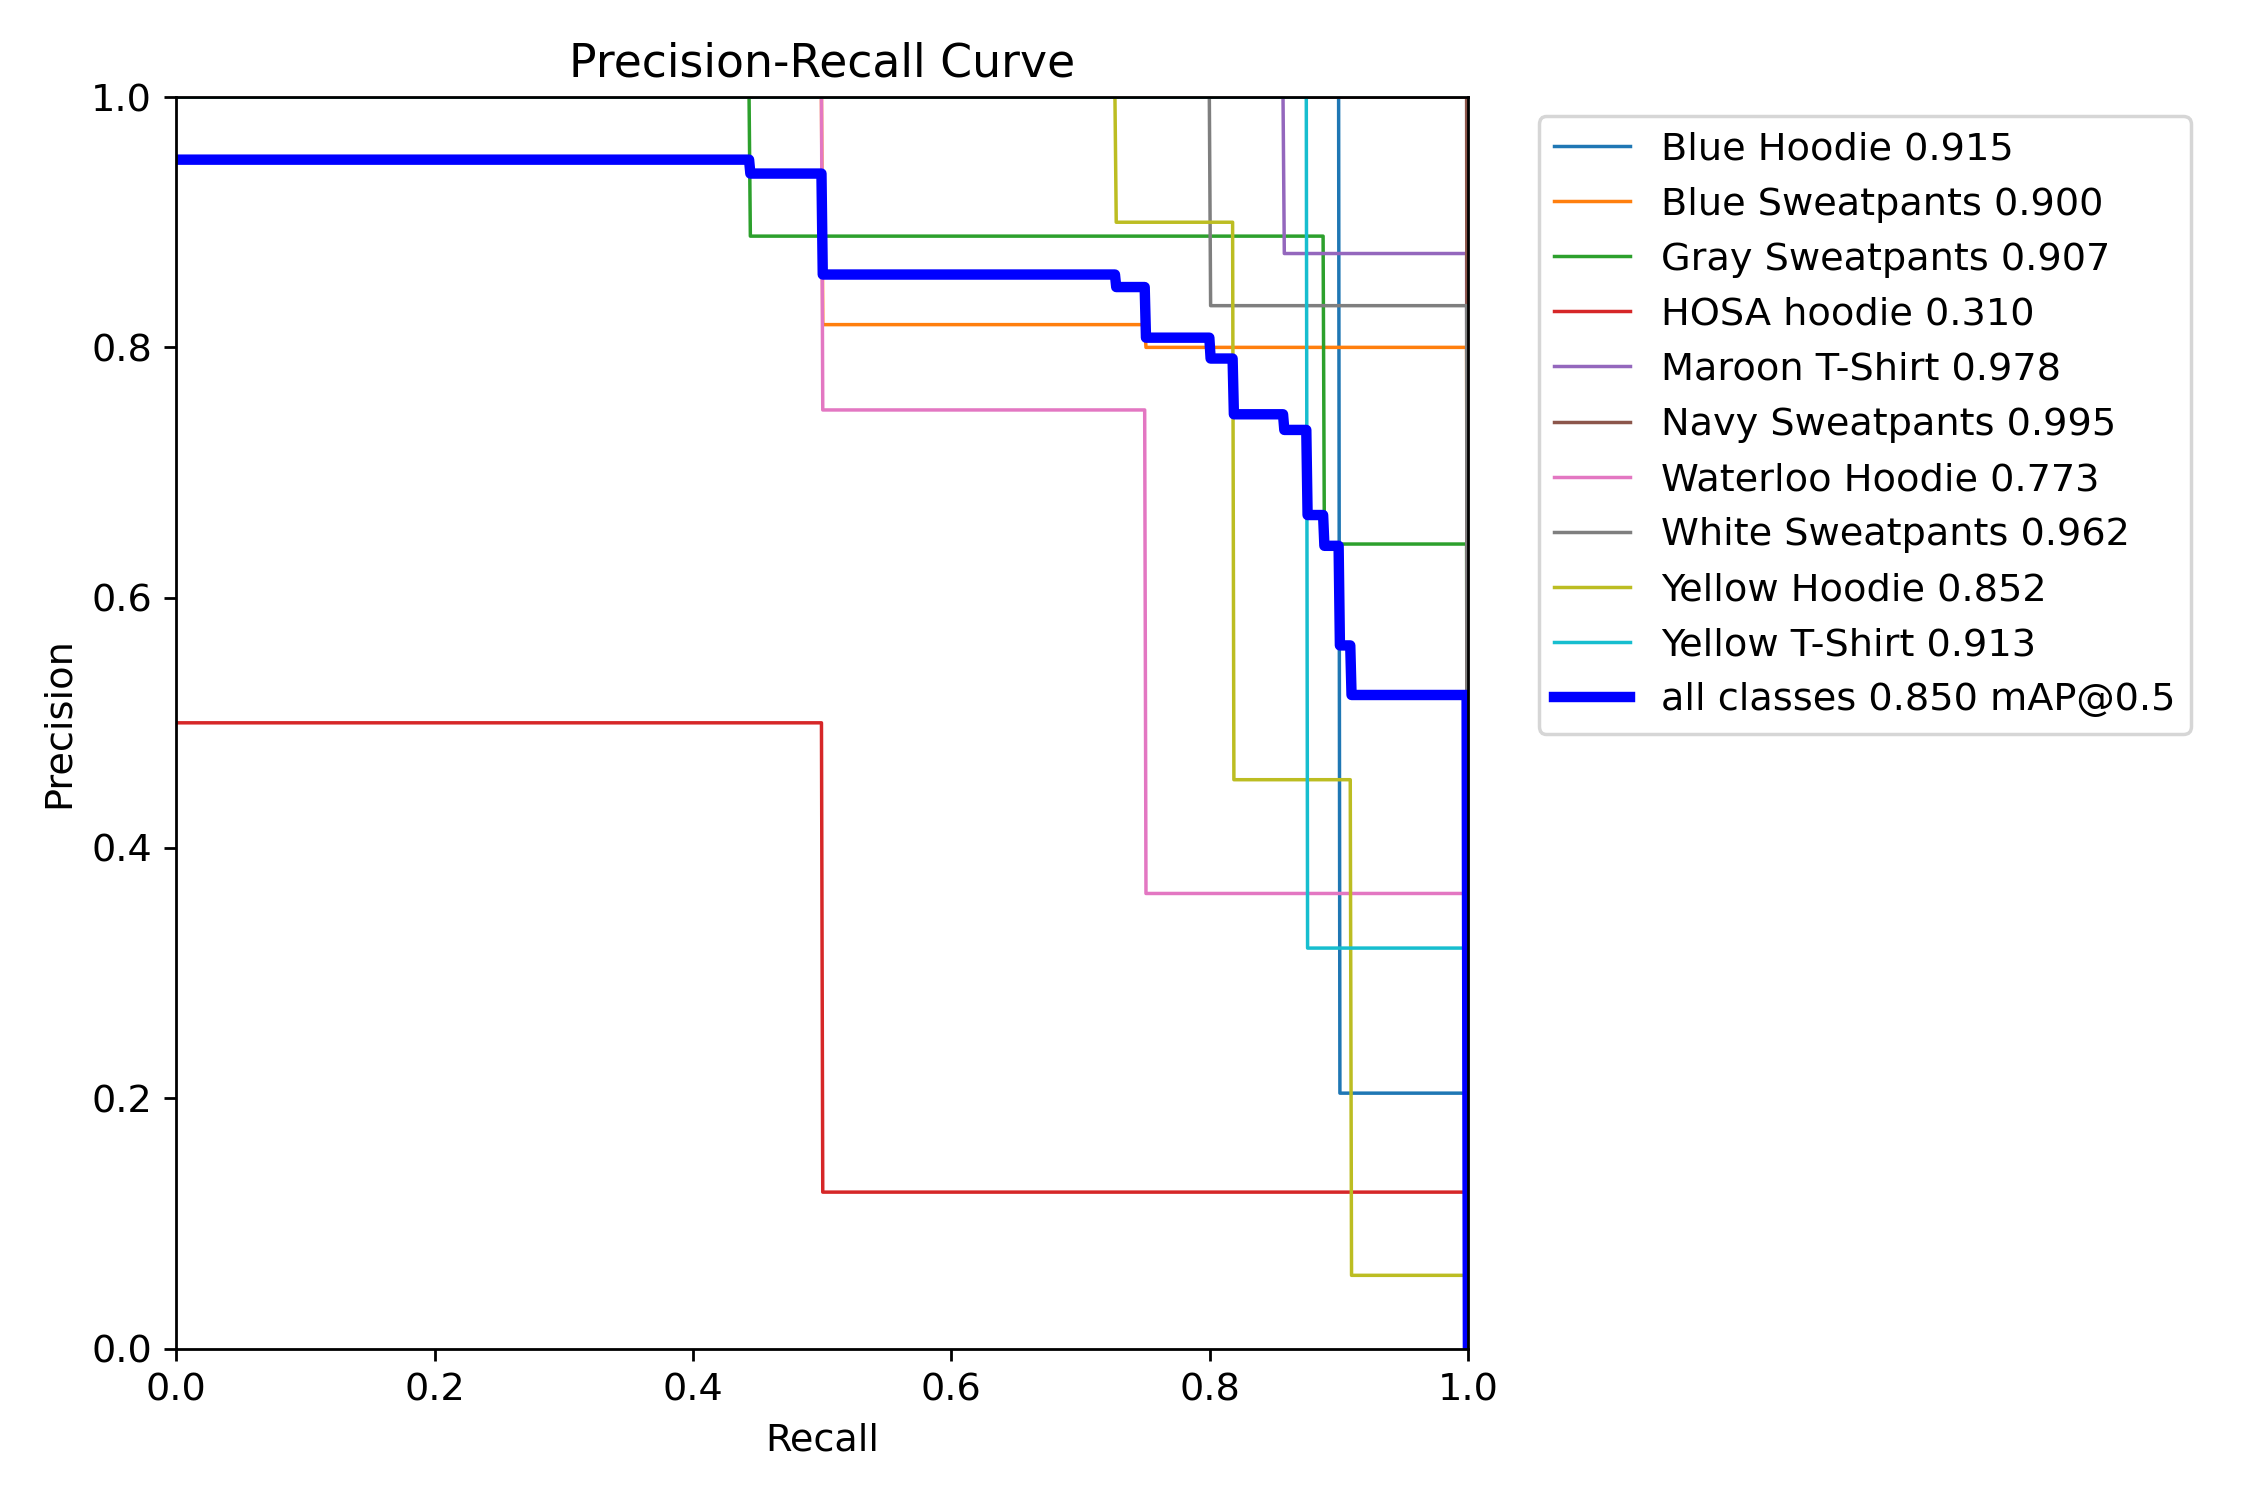 Precision-Recall Curve
1.0
0.8
0.6
0.4
0.2
0.0
Precision
0.0 0.2 0.4 0.6 0.8 1.0
Recall
Blue Hoodie 0.915
Blue Sweatpants 0.900
Gray Sweatpants 0.907
HOSA hoodie 0.310
Maroon T-Shirt 0.978
Navy Sweatpants 0.995
Waterloo Hoodie 0.773
White Sweatpants 0.962
Yellow Hoodie 0.852
Yellow T-Shirt 0.913
all classes 0.850 mAP@0.5